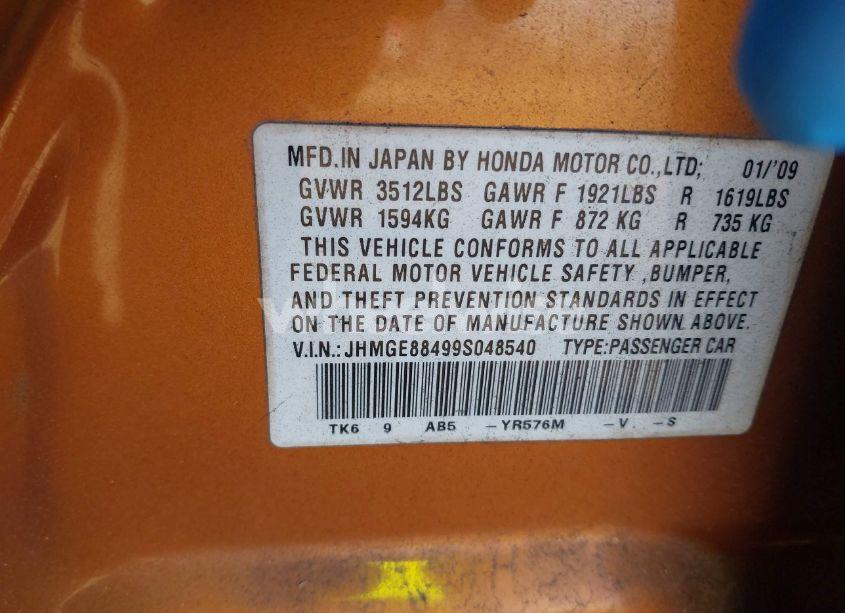 MFD.IN JAPAN BY HONDA MOTOR CO.,LTD; 01/'09
GVWR 3512LBS GAWR F 1921LBS R 1619LBS
GVWR 1594KG GAWR F 872 KG R 735 KG
THIS VEHICLE CONFORMS TO ALL APPLICABLE
FEDERAL MOTOR VEHICLE SAFETY ,BUMPER,
AND THEFT PREVENTION STANDARDS IN EFFECT
ON THE DATE OF MANUFACTURE SHOWN ABOVE.
V.I.N.:JHMGE88499S048540 TYPE:PASSENGER CAR
TK6 9 AB5 -YR576M -V -S